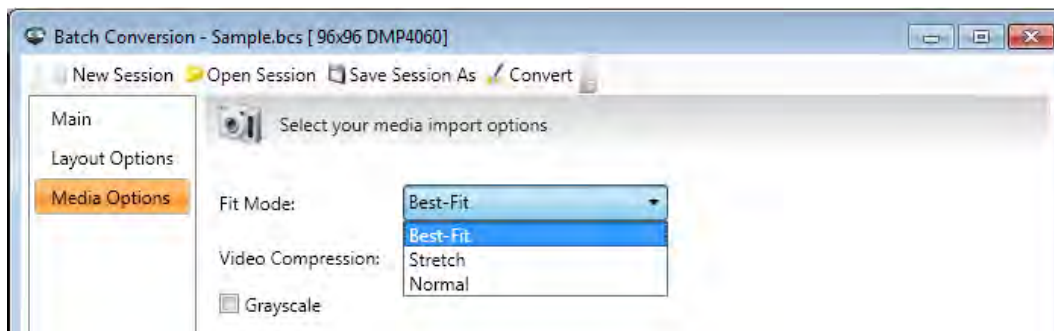 Batch Conversion - Sample.bcs [ 96x96 DMP4060]
New Session Open Session Save Session As Convert
Main
Select your media import options
Layout Options
Media Options
Fit Mode: Best-Fit
Best-Fit
Video Compression: Stretch
Normal
Grayscale